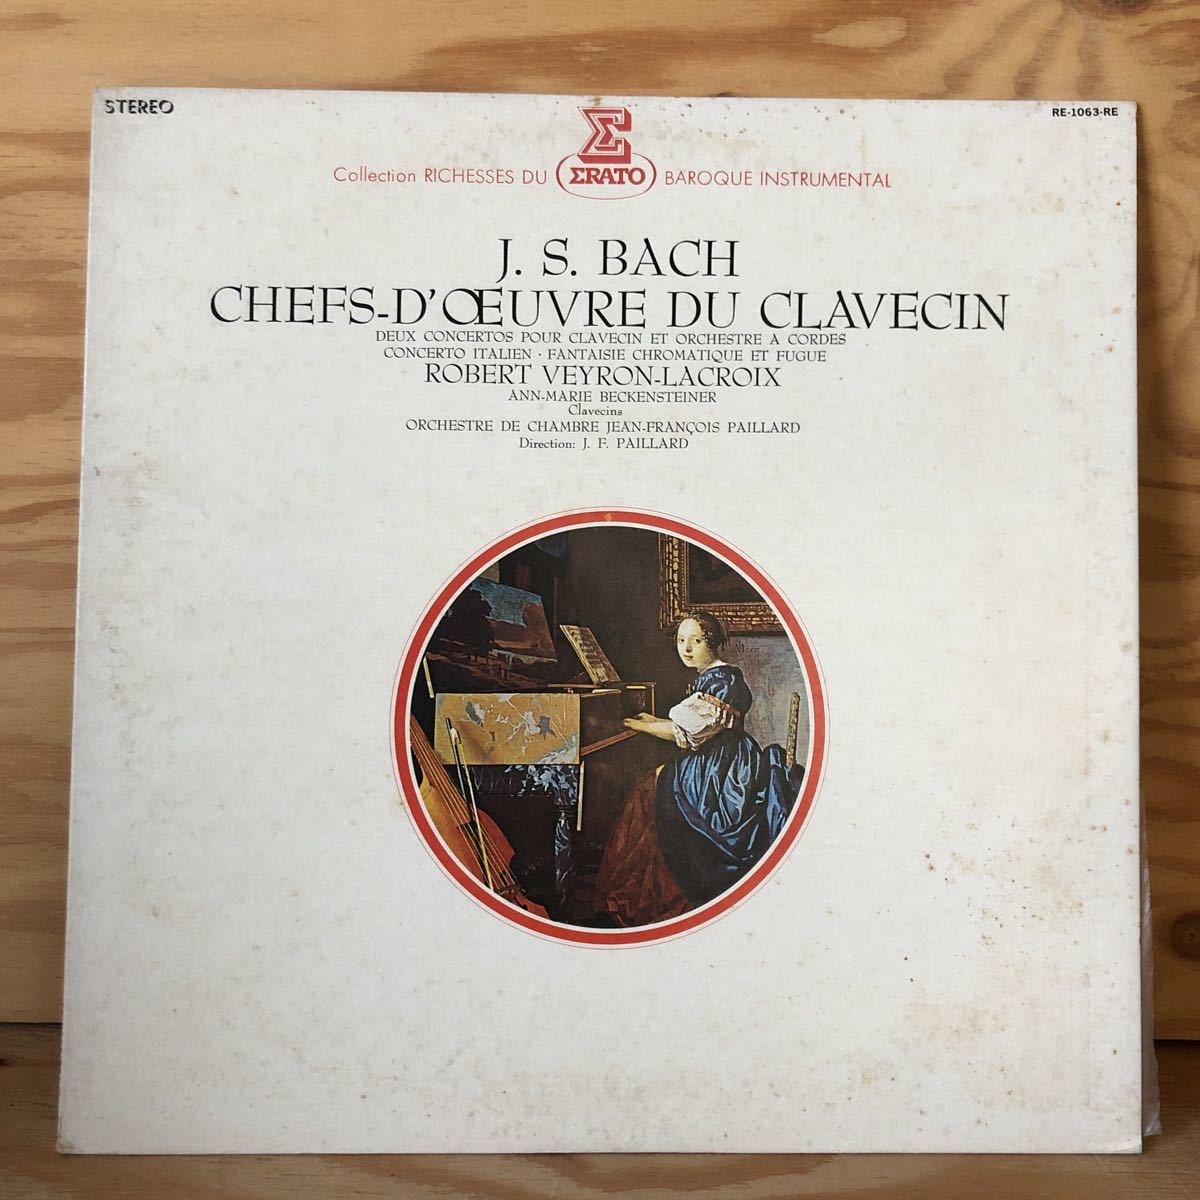 STEREO
RE-1063-RE
Collection RICHESSES DU ERATO BAROQUE INSTRUMENTAL
J. S. BACH
CHEFS-D'ŒUVRE DU CLAVECIN
DEUX CONCERTOS POUR CLAVECIN ET ORCHESTRE A CORDES
CONCERTO ITALIEN · FANTAISIE CHROMATIQUE ET FUGUE
ROBERT VEYRON-LACROIX
ANN-MARIE BECKENSTEINER
Clavecins
ORCHESTRE DE CHAMBRE JEAN-FRANÇOIS PAILLARD
Direction: J. F. PAILLARD